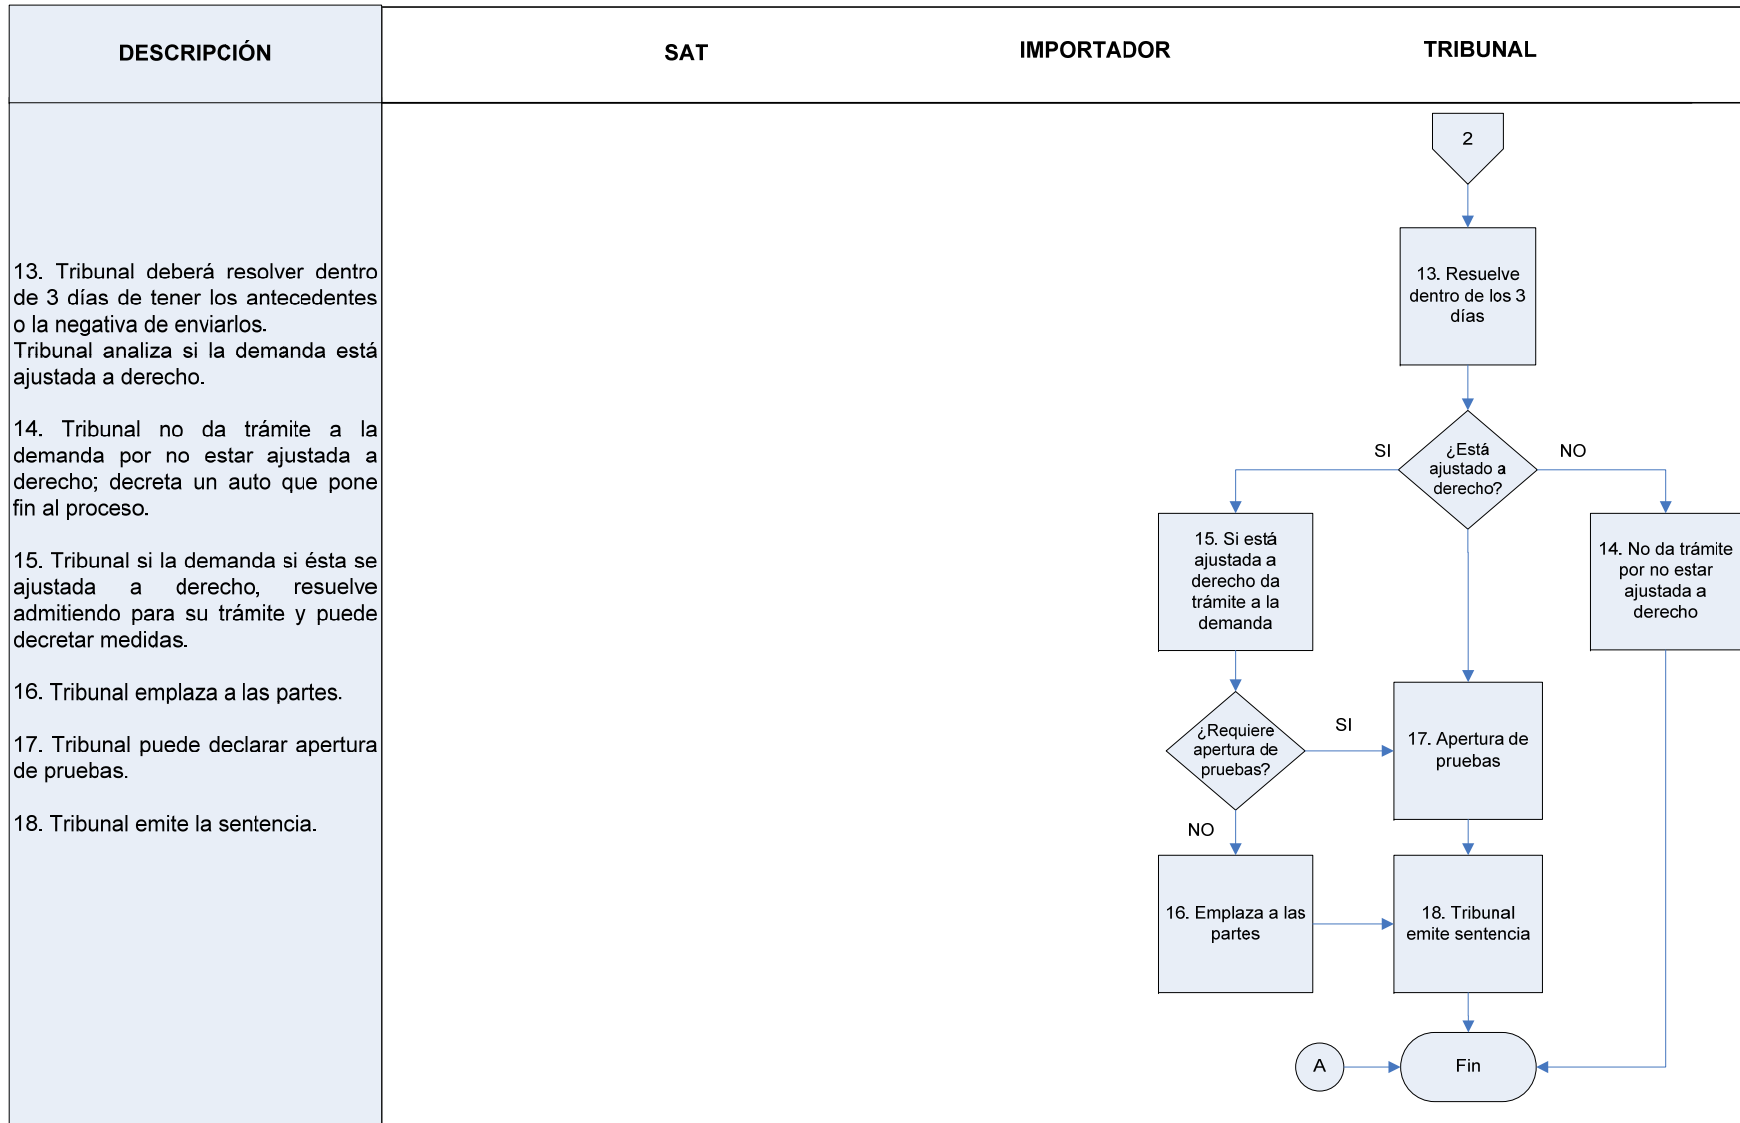 DESCRIPCIÓN
SAT
IMPORTADOR
TRIBUNAL
13. Tribunal deberá resolver dentro
de 3 días de tener los antecedentes
o la negativa de enviarlos.
Tribunal analiza si la demanda está
ajustada a derecho.
14. Tribunal no da trámite a la
demanda por no estar ajustada a
derecho; decreta un auto que pone
fin al proceso.
15. Tribunal si la demanda si ésta se
ajustada a derecho, resuelve
admitiendo para su trámite y puede
decretar medidas.
16. Tribunal emplaza a las partes.
17. Tribunal puede declarar apertura
de pruebas.
18. Tribunal emite la sentencia.
2
13. Resuelve
dentro de los 3
días
SI
¿Está
ajustado a
derecho?
NO
15. Si está
ajustada a
derecho da
trámite a la
demanda
14. No da trámite
por no estar
ajustada a
derecho
¿Requiere
apertura de
pruebas?
SI
17. Apertura de
pruebas
NO
16. Emplaza a las
partes
18. Tribunal
emite sentencia
A
Fin